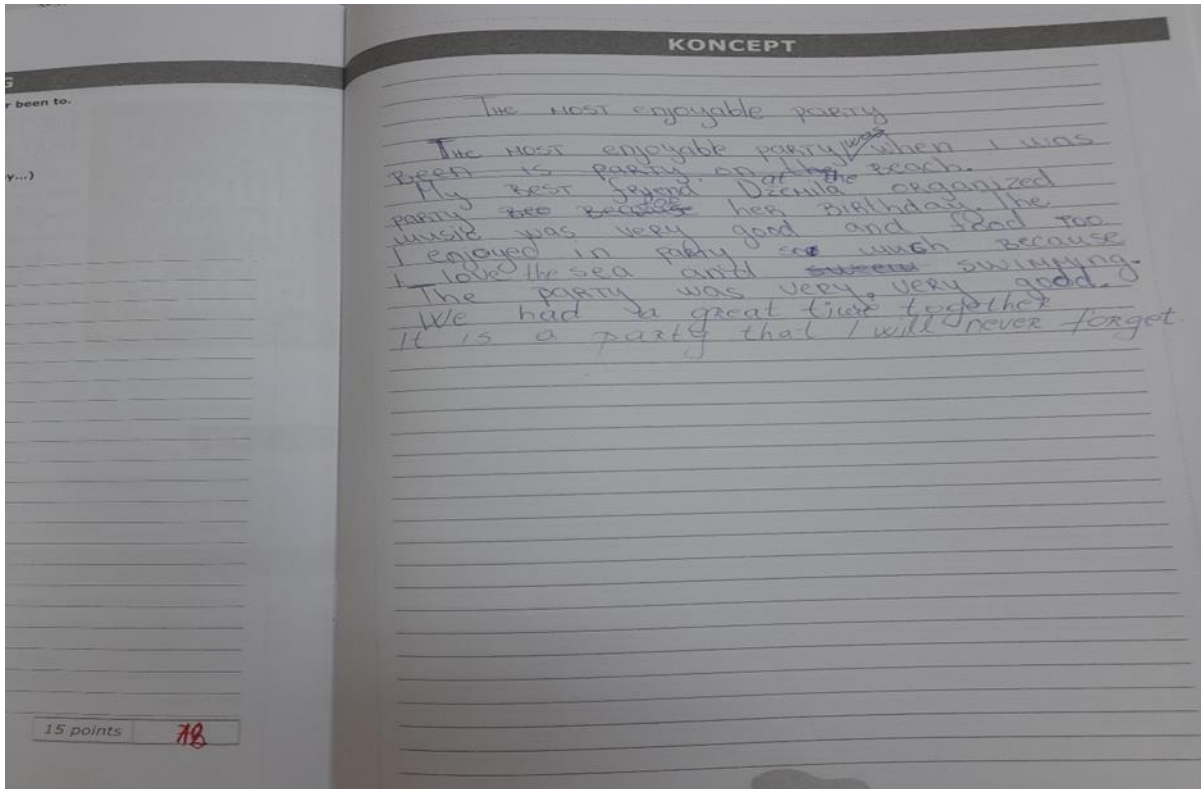 KONCEPT
G
r been to.
y...)
THE MOST enjoyable PARTY
THE MOST enjoyable PARTY was when I was
BEEN IS PARTY on the BEACH.
at the
My BEST friend Dzemila organized
PARTY for her BIRTHday. The
music was very good and food TOO.
I enjoyed in party so much Because
I love the sea and swimming.
The PARTY was very, very good.
We had a great time together
It is a party that I will never forget.
15 points